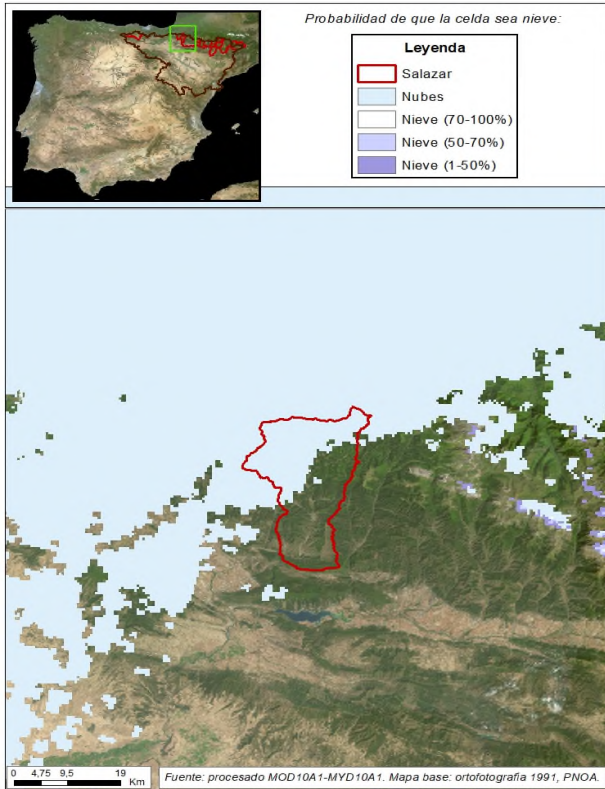 Probabilidad de que la celda sea nieve:
Leyenda
Salazar
Nubes
Nieve (70-100%)
Nieve (50-70%)
Nieve (1-50%)
0 4,75 9,5 19
Km
Fuente: procesado MOD10A1-MYD10A1. Mapa base: ortofotografía 1991, PNOA.